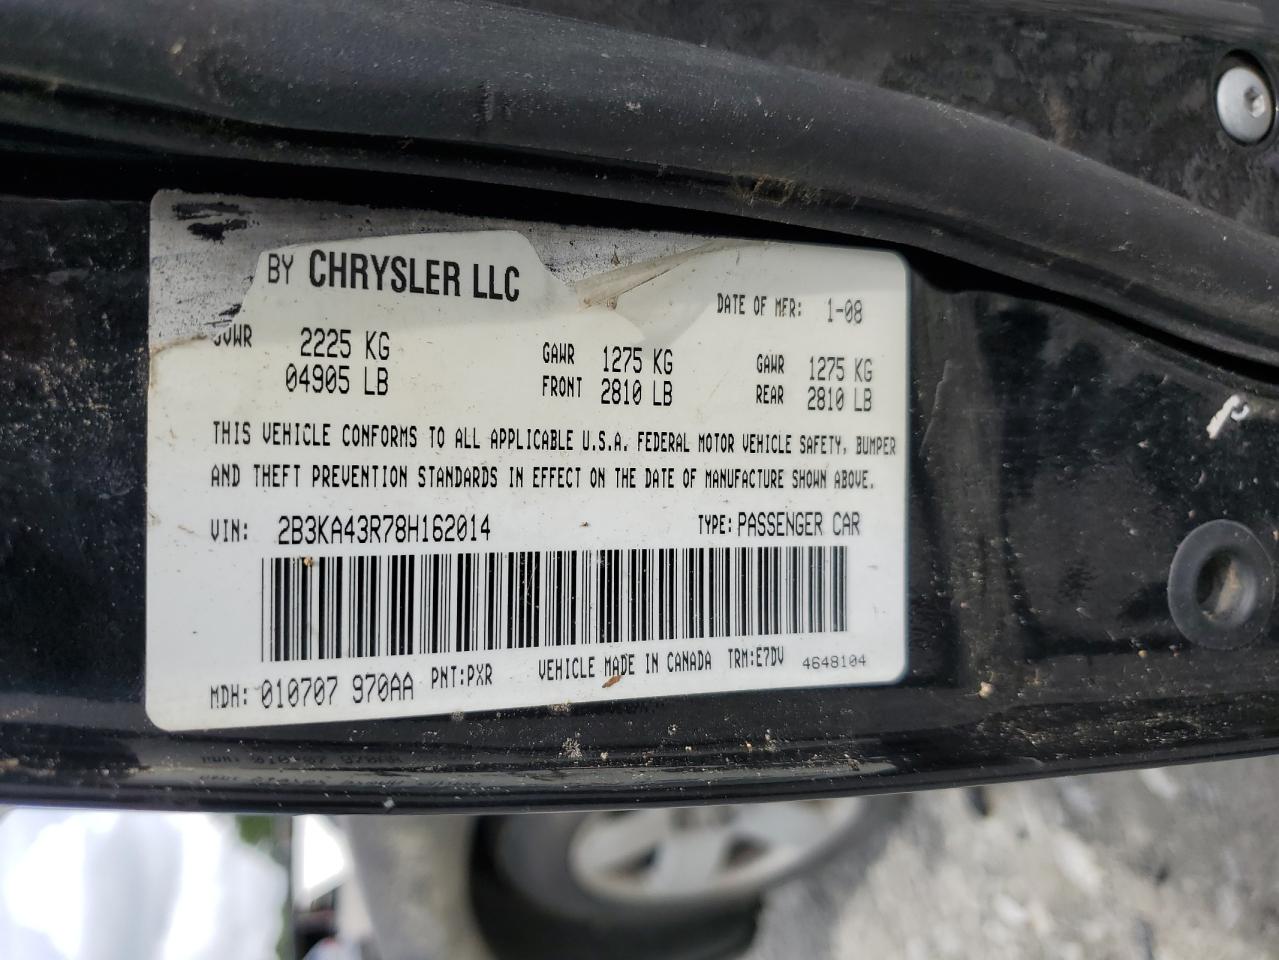 BY CHRYSLER LLC
DATE OF MFR: 1-08
GVWR 2225 KG GAWR 1275 KG GAWR 1275 KG
04905 LB FRONT 2810 LB REAR 2810 LB
THIS VEHICLE CONFORMS TO ALL APPLICABLE U.S.A. FEDERAL MOTOR VEHICLE SAFETY, BUMPER
AND THEFT PREVENTION STANDARDS IN EFFECT ON THE DATE OF MANUFACTURE SHOWN ABOVE.
VIN: 2B3KA43R78H162014 TYPE: PASSENGER CAR
MDH: 010707 970AA PNT:PXR VEHICLE MADE IN CANADA TRM:E7DV 4648104